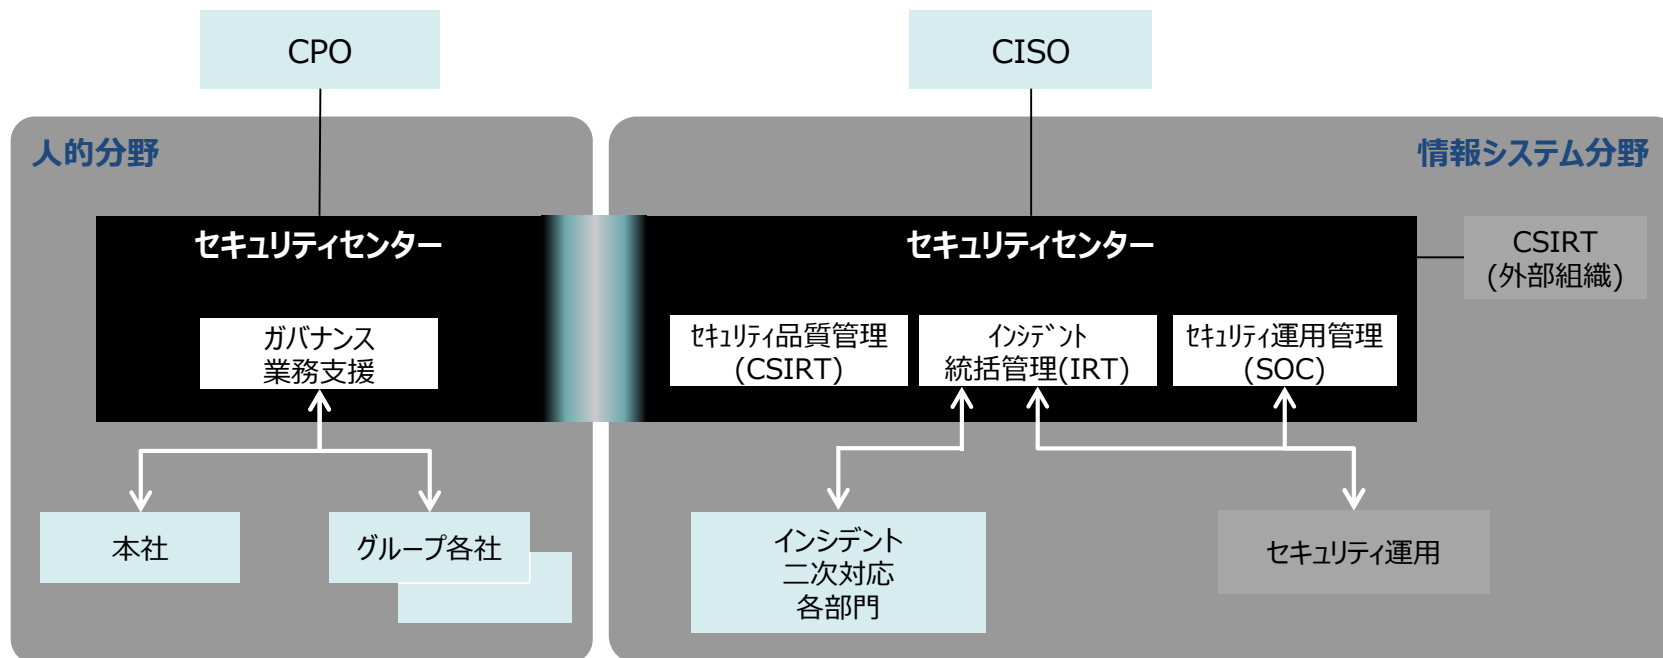 CPO
CISO
人的分野
情報システム分野
セキュリティセンター
セキュリティセンター
CSIRT
(外部組織)
ガバナンス
業務支援
ｾｷｭﾘﾃｨ品質管理
(CSIRT)
ｲﾝｼﾃﾞﾝﾄ
統括管理(IRT)
ｾｷｭﾘﾃｨ運用管理
(SOC)
本社
グループ各社
インシデント
二次対応
各部門
セキュリティ運用